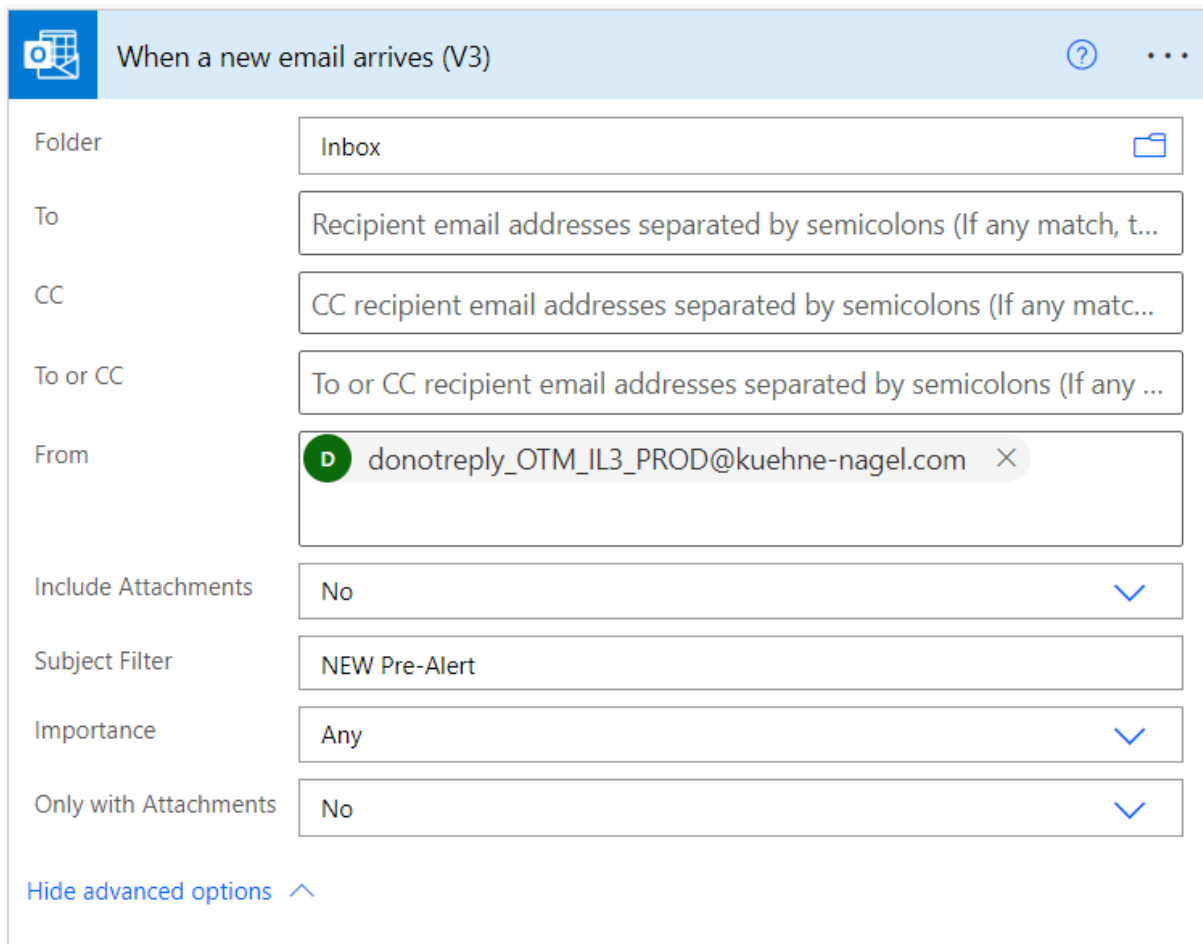 When a new email arrives (V3)
Folder
Inbox
To
Recipient email addresses separated by semicolons (If any match, t...
CC
CC recipient email addresses separated by semicolons (If any matc...
To or CC
To or CC recipient email addresses separated by semicolons (If any ...
From
D donotreply_OTM_IL3_PROD@kuehne-nagel.com
Include Attachments
No
Subject Filter
NEW Pre-Alert
Importance
Any
Only with Attachments
No
Hide advanced options